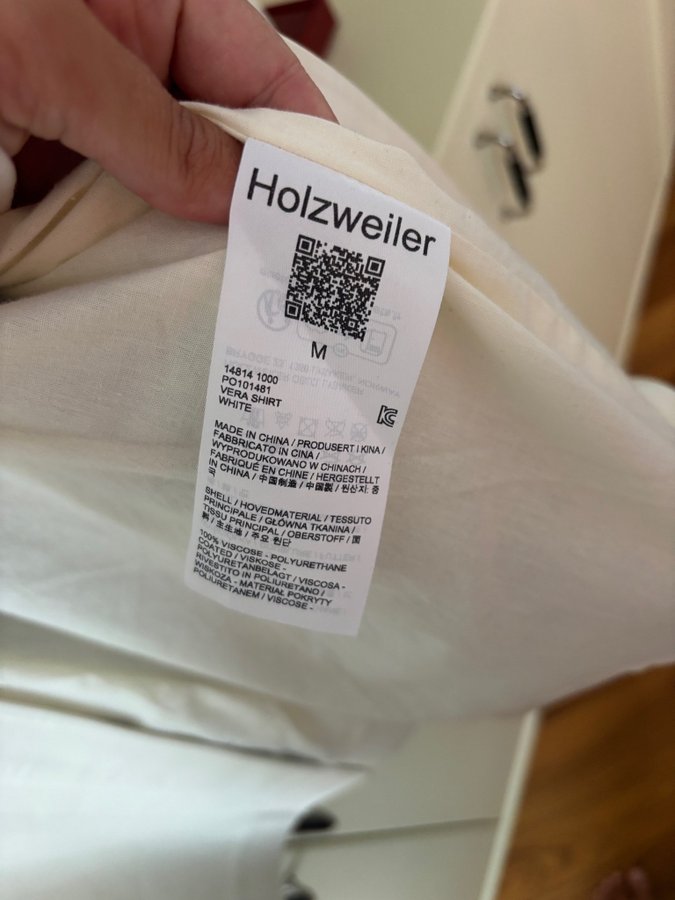 Holzweiler
M
14814 1000
PO101481
VERA SHIRT
WHITE
MADE IN CHINA / PRODUSERT I KINA /
FABBRICATO IN CINA /
WYPRODUKOWANO W CHINACH /
FABRIQUÉ EN CHINE / HERGESTELLT
IN CHINA / 中国制造 / 中國製 / 원산지: 중
국
SHELL / HOVEDMATERIAL / TESSUTO
PRINCIPALE / GŁÓWNA TKANINA /
TISSU PRINCIPAL / OBERSTOFF / 面
料 / 主生地 / 주요 원단
100% VISCOSE - POLYURETHANE
COATED / VISKOSE -
POLYURETANBELAGT / VISCOSA -
RIVESTITO IN POLIURETANO /
WISKOZA - MATERIAŁ POKRYTY
POLIURETANEM / VISCOSE -